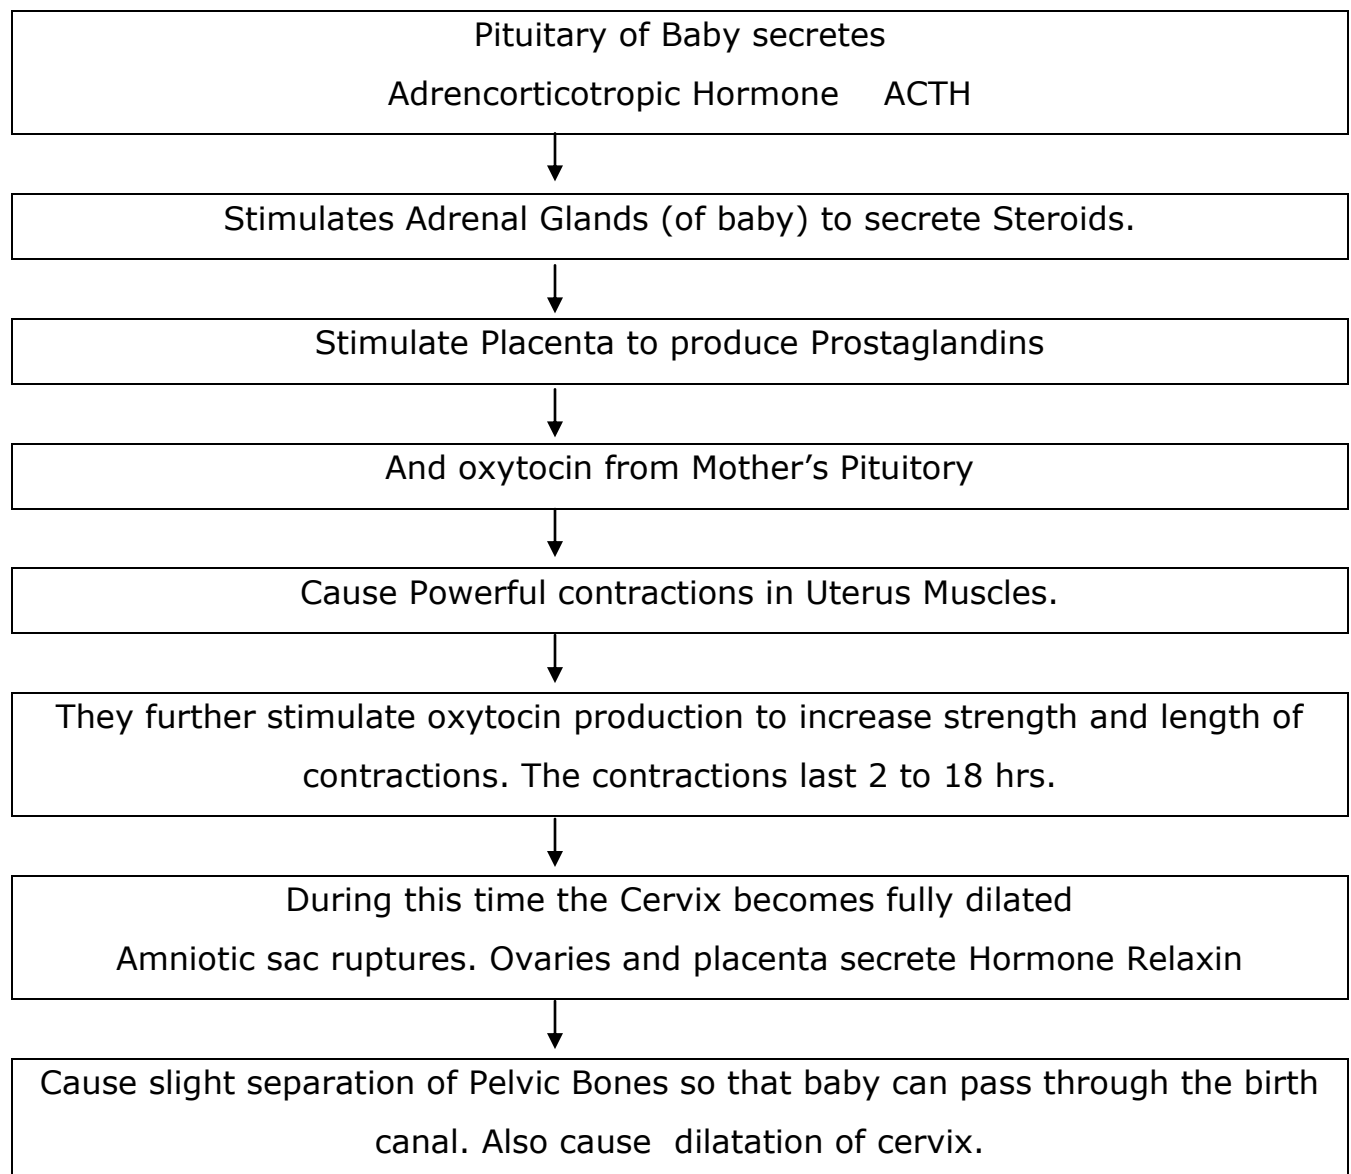 Pituitary of Baby secretes
Adrencorticotropic Hormone ACTH
Stimulates Adrenal Glands (of baby) to secrete Steroids.
Stimulate Placenta to produce Prostaglandins
And oxytocin from Mother’s Pituitory
Cause Powerful contractions in Uterus Muscles.
They further stimulate oxytocin production to increase strength and length of
contractions. The contractions last 2 to 18 hrs.
During this time the Cervix becomes fully dilated
Amniotic sac ruptures. Ovaries and placenta secrete Hormone Relaxin
Cause slight separation of Pelvic Bones so that baby can pass through the birth
canal. Also cause dilatation of cervix.